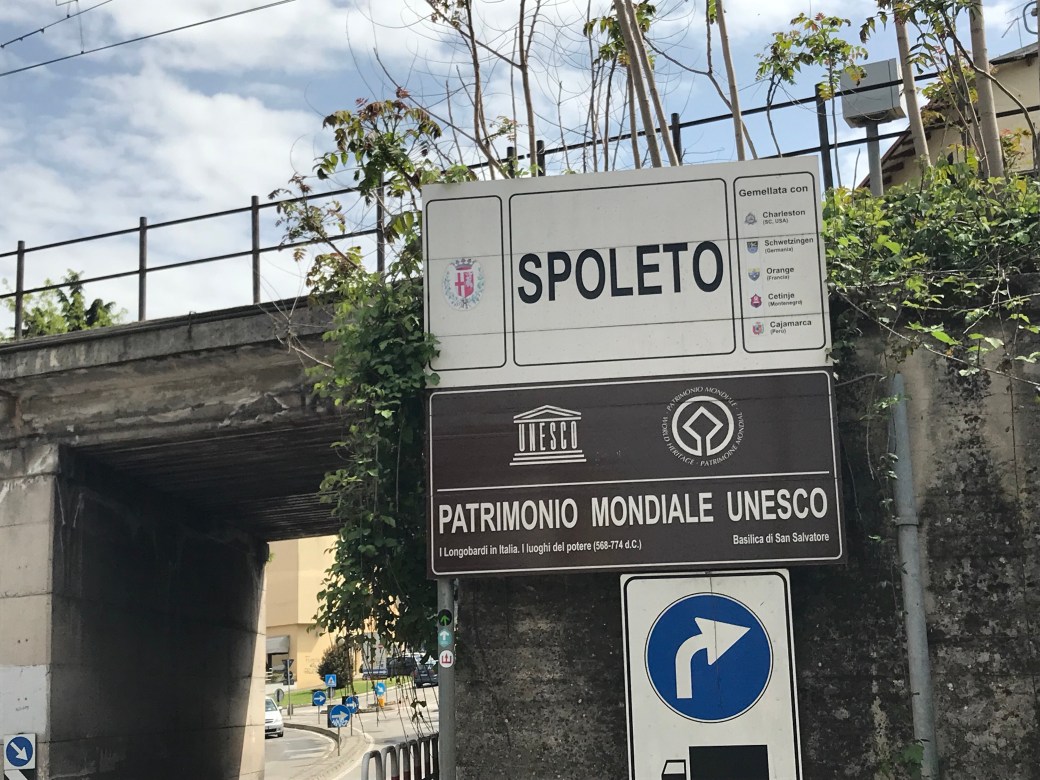 SPOLETO
Gemellata con
Charleston
(SC, USA)
Schwetzingen
(Germania)
Orange
(Francia)
Cetinje
(Montenegro)
Cajamarca
(Perù)
UNESCO
PATRIMONIO MONDIALE • WORLD HERITAGE • PATRIMOINE MONDIAL •
PATRIMONIO MONDIALE UNESCO
I Longobardi in Italia. I luoghi del potere (568-774 d.C.)
Basilica di San Salvatore